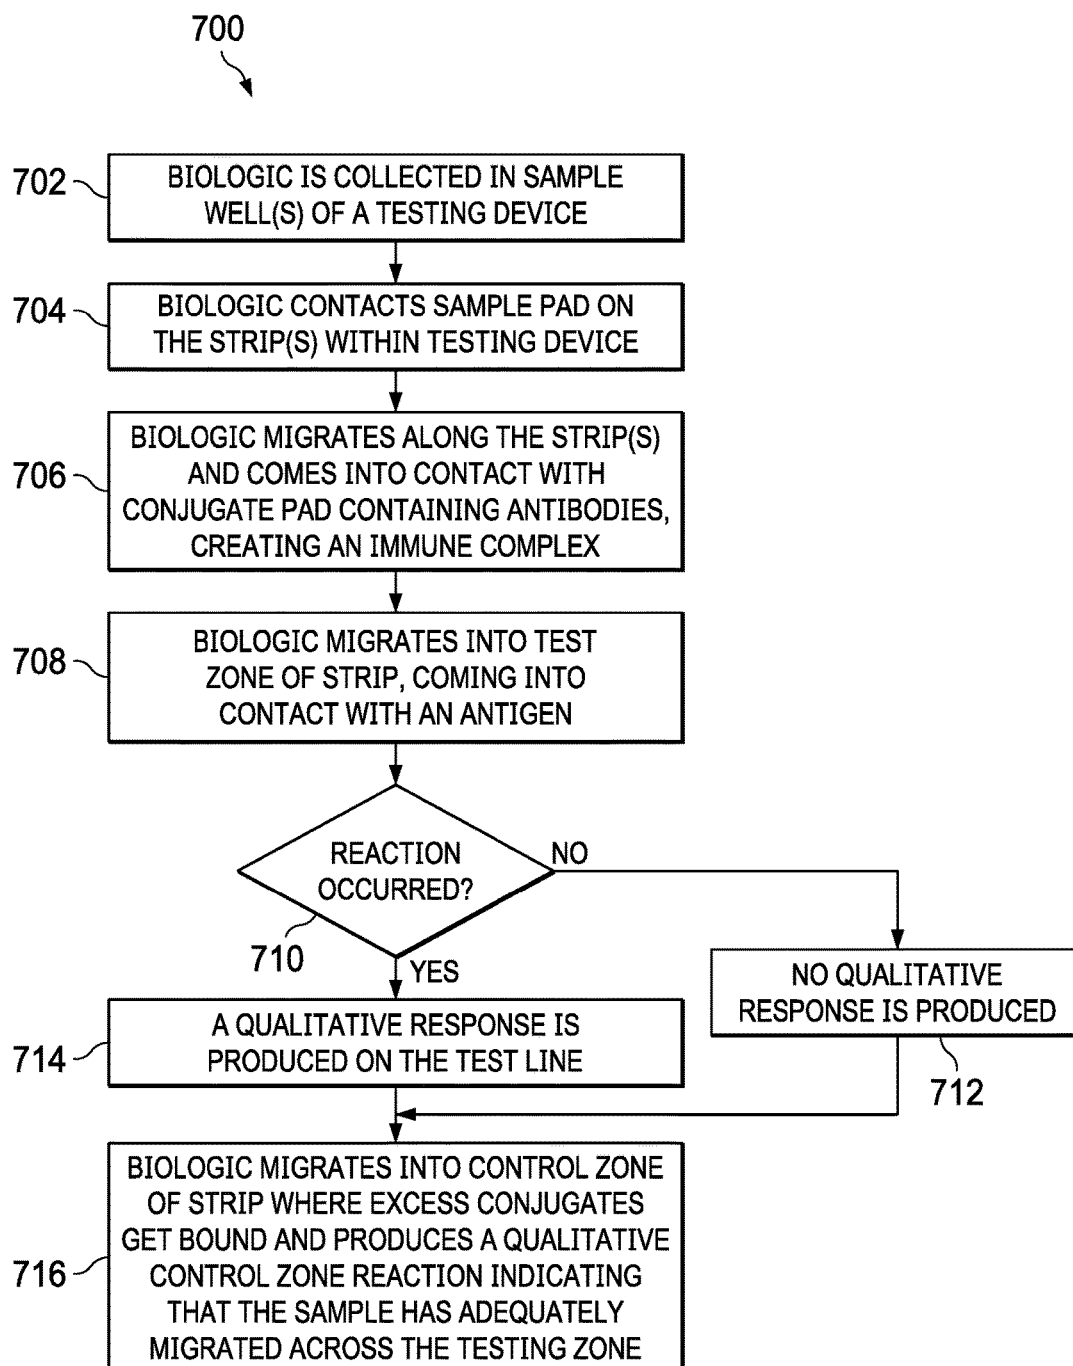 700
702
BIOLOGIC IS COLLECTED IN SAMPLE
WELL(S) OF A TESTING DEVICE
704
BIOLOGIC CONTACTS SAMPLE PAD ON
THE STRIP(S) WITHIN TESTING DEVICE
706
BIOLOGIC MIGRATES ALONG THE STRIP(S)
AND COMES INTO CONTACT WITH
CONJUGATE PAD CONTAINING ANTIBODIES,
CREATING AN IMMUNE COMPLEX
708
BIOLOGIC MIGRATES INTO TEST
ZONE OF STRIP, COMING INTO
CONTACT WITH AN ANTIGEN
REACTION
OCCURRED?
NO
710
YES
NO QUALITATIVE
RESPONSE IS PRODUCED
712
714
A QUALITATIVE RESPONSE IS
PRODUCED ON THE TEST LINE
716
BIOLOGIC MIGRATES INTO CONTROL ZONE
OF STRIP WHERE EXCESS CONJUGATES
GET BOUND AND PRODUCES A QUALITATIVE
CONTROL ZONE REACTION INDICATING
THAT THE SAMPLE HAS ADEQUATELY
MIGRATED ACROSS THE TESTING ZONE